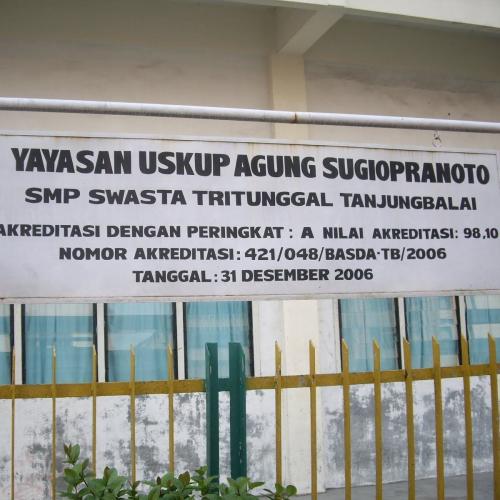 YAYASAN USKUP AGUNG SUGIOPRANOTO
SMP SWASTA TRITUNGGAL TANJUNGBALAI
AKREDITASI DENGAN PERINGKAT : A NILAI AKREDITASI: 98,10
NOMOR AKREDITASI : 421/048/BASDA-TB/2006
TANGGAL : 31 DESEMBER 2006